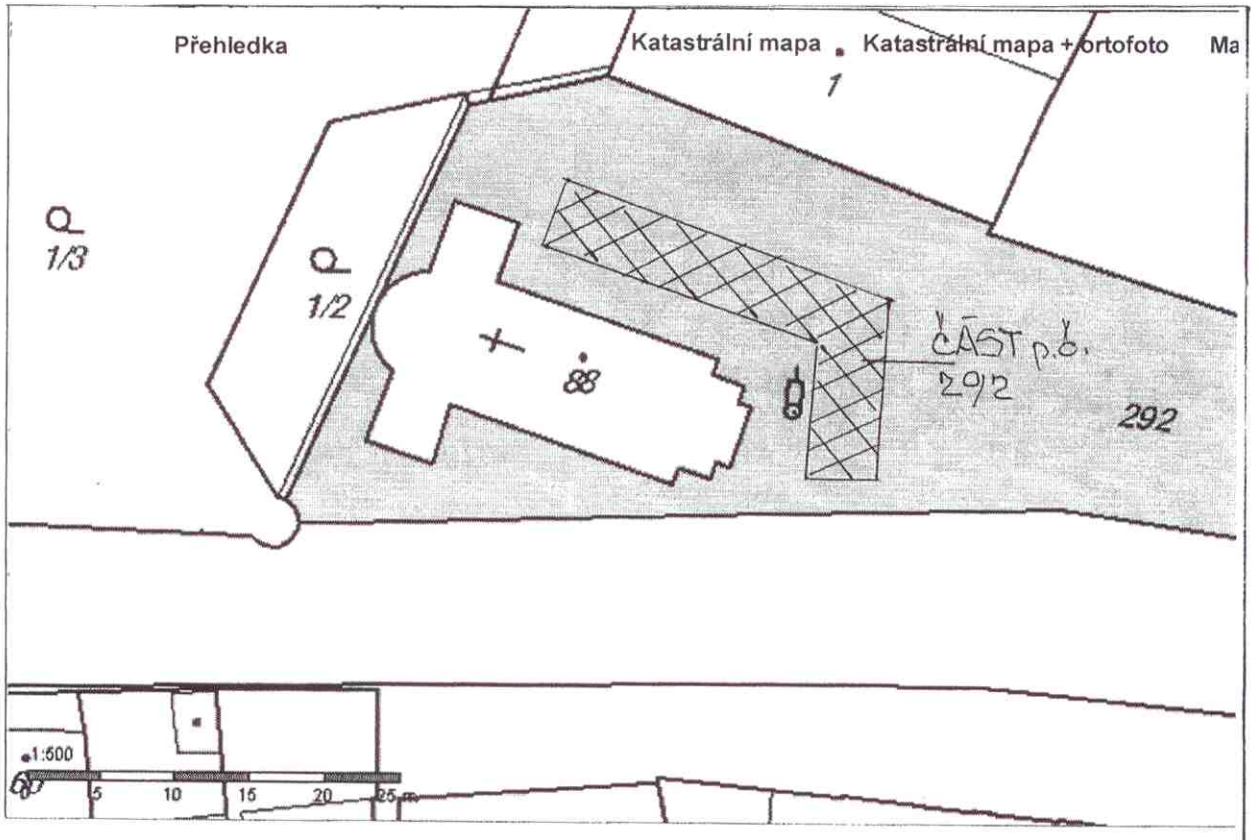 Přehledka
Katastrální mapa
Katastrální mapa + ortofoto
Ma
1
1/3
1/2
88
ČÁST p.č.
292
292
1:500
5
10
15
20
25 m